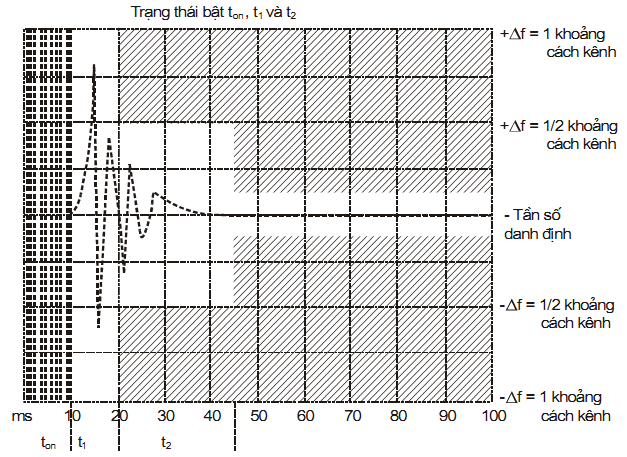 Trạng thái bật ton, t1 và t2
+Δf = 1 khoảng
cách kênh
+Δf = 1/2 khoảng
cách kênh
- Tần số
danh định
-Δf = 1/2 khoảng
cách kênh
-Δf = 1 khoảng
cách kênh
ms 10 20 30 40 50 60 70 80 90 100
ton t1 t2